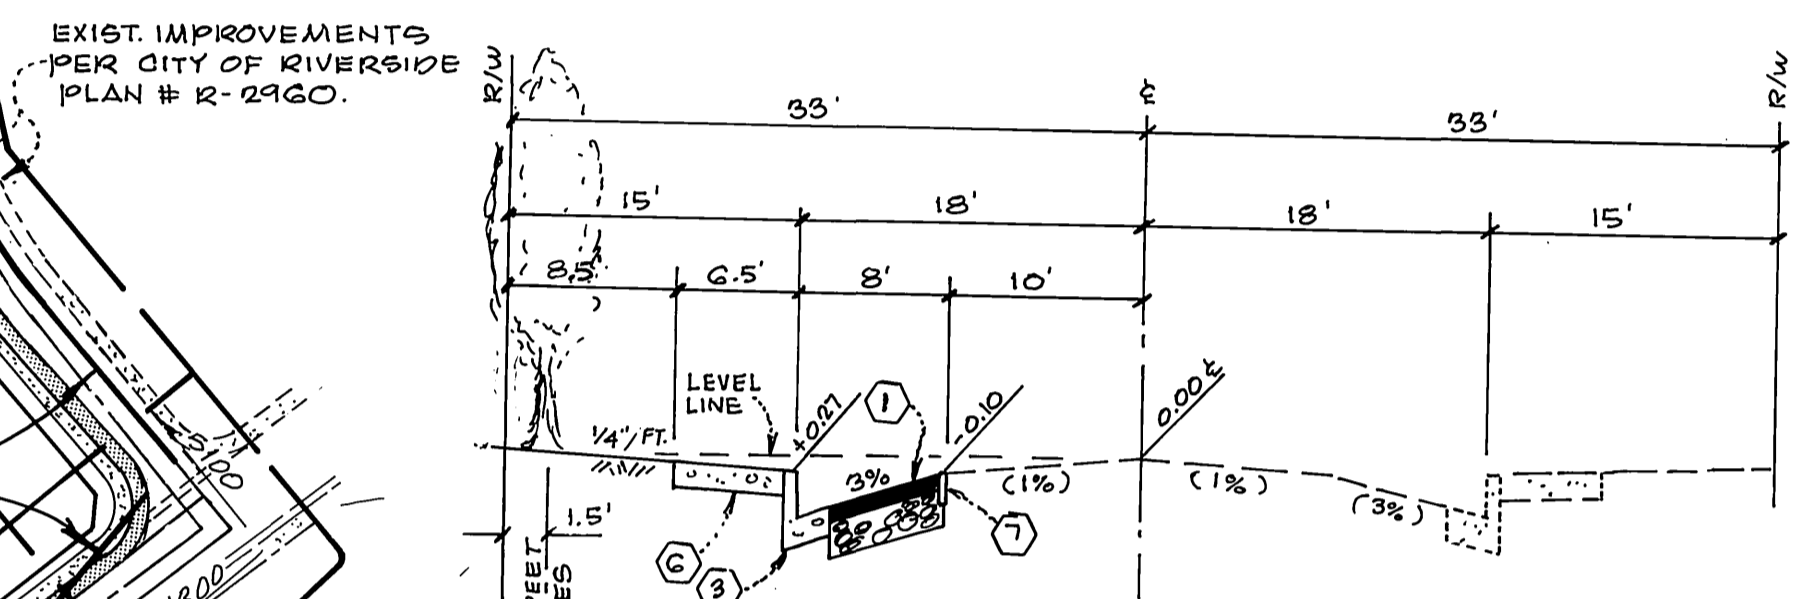 EXIST. IMPROVEMENTS
PER CITY OF RIVERSIDE
PLAN # R-2960.
R/W
33'
℄
33'
R/W
15'
18'
18'
15'
8.5'
6.5'
8'
10'
LEVEL
LINE
+0.27
1
-0.10
0.00 ℄
1/4"/FT.
3%
(1%)
(1%)
(3%)
1.5'
6
3
7